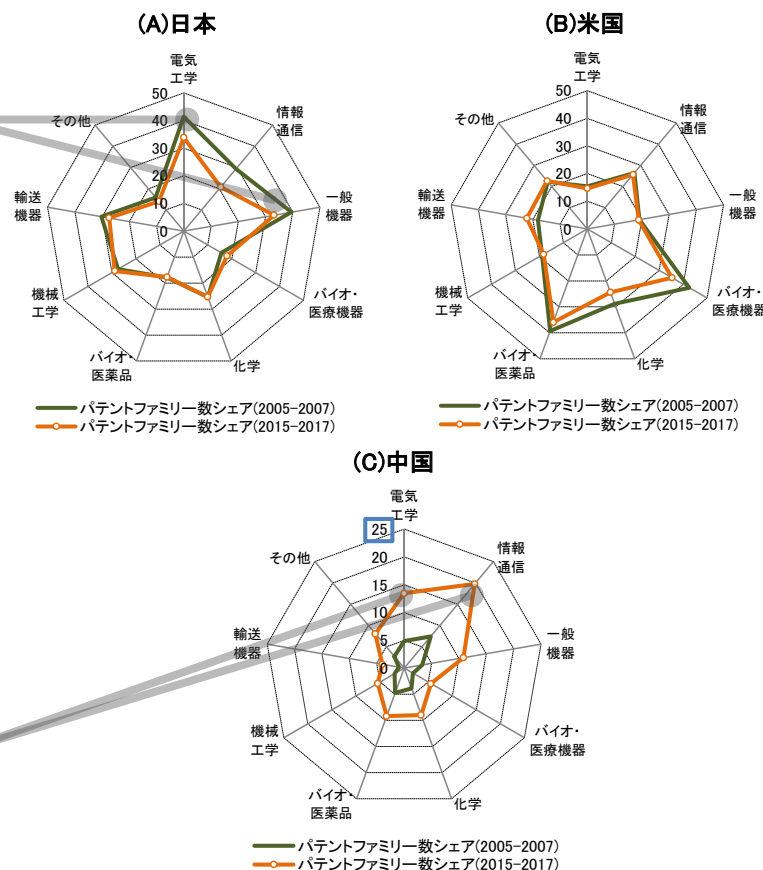 (A)日本
電気
工学
50
40
30
20
10
0
情報
通信
一般
機器
バイオ・
医療機器
化学
バイオ・
医薬品
機械
工学
輸送
機器
その他
パテントファミリー数シェア(2005-2007)
パテントファミリー数シェア(2015-2017)
(B)米国
電気
工学
50
40
30
20
10
0
情報
通信
一般
機器
バイオ・
医療機器
化学
バイオ・
医薬品
機械
工学
輸送
機器
その他
パテントファミリー数シェア(2005-2007)
パテントファミリー数シェア(2015-2017)
(C)中国
電気
工学
25
20
15
10
5
0
情報
通信
一般
機器
バイオ・
医療機器
化学
バイオ・
医薬品
機械
工学
輸送
機器
その他
パテントファミリー数シェア(2005-2007)
パテントファミリー数シェア(2015-2017)